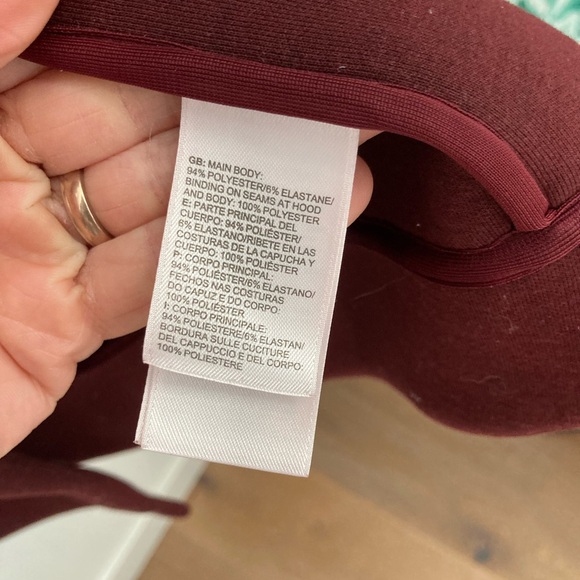 GB: MAIN BODY:
94% POLYESTER/6% ELASTANE/
BINDING ON SEAMS AT HOOD
AND BODY: 100% POLYESTER
E: PARTE PRINCIPAL DEL
CUERPO: 94% POLIÉSTER/
6% ELASTANO/RIBETE EN LAS
COSTURAS DE LA CAPUCHA Y
CUERPO: 100% POLIÉSTER
P: CORPO PRINCIPAL:
94% POLIÉSTER/6% ELASTANO/
FECHOS NAS COSTURAS
DO CAPUZ E DO CORPO:
100% POLIÉSTER
I: CORPO PRINCIPALE:
94% POLIESTERE/6% ELASTAN/
BORDURA SULLE CUCITURE
DEL CAPPUCCIO E DEL CORPO:
100% POLIESTERE